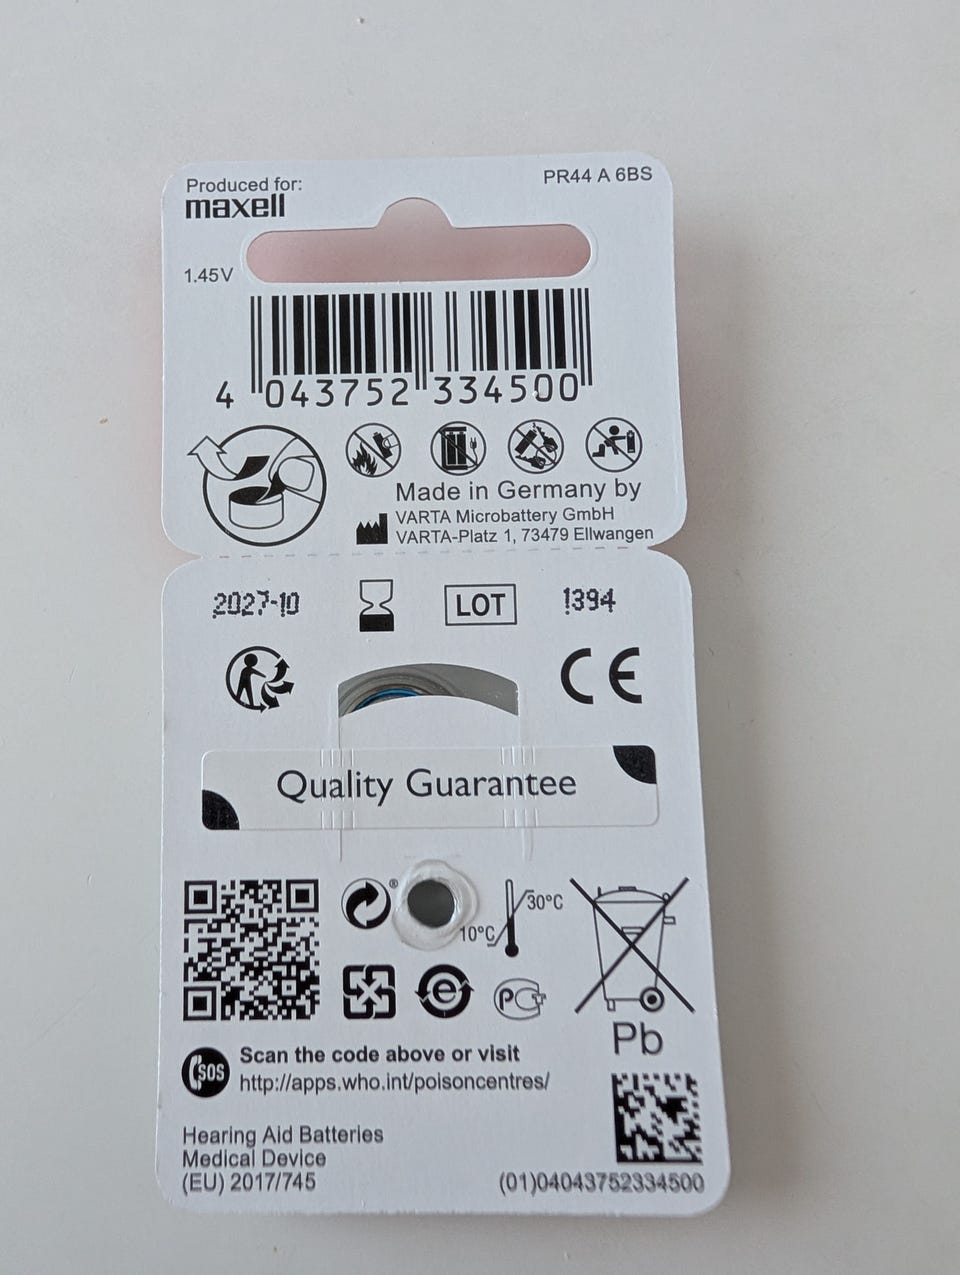 Produced for:
maxell
PR44 A 6BS
1.45V
4 043752 334500
Made in Germany by
VARTA Microbattery GmbH
VARTA-Platz 1, 73479 Ellwangen
2027-10
LOT
1394
CE
Quality Guarantee
®
30°C
10°C
e
PC
Pb
SOS
Scan the code above or visit
http://apps.who.int/poisoncentres/
Hearing Aid Batteries
Medical Device
(EU) 2017/745
(01)04043752334500